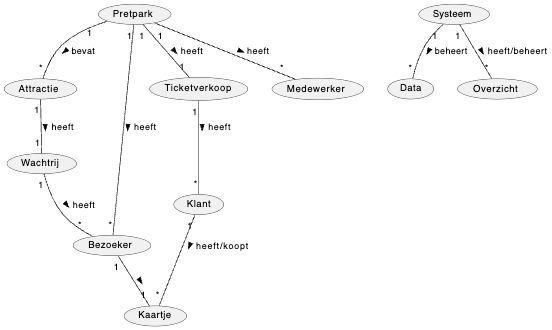 Pretpark
Systeem
1 1 1 1
1 1
bevat
heeft
heeft
beheert
heeft/beheert
* 1 *
* *
Attractie
Ticketverkoop
Medewerker
Data
Overzicht
1
1
heeft
heeft
heeft
1
Wachtrij
1
heeft
*
Klant
* *
1
Bezoeker
heeft/koopt
1
1 *
Kaartje